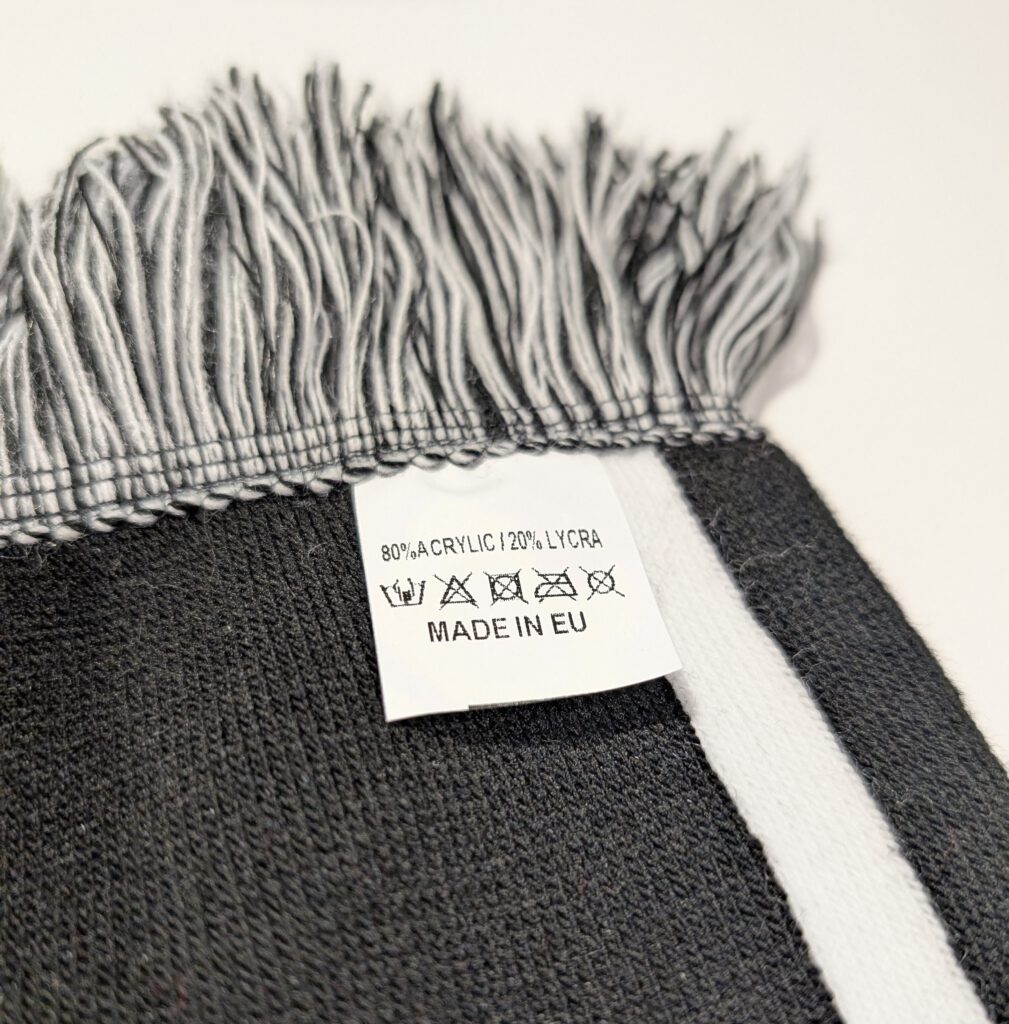 80%ACRYLIC / 20% LYCRA
MADE IN EU